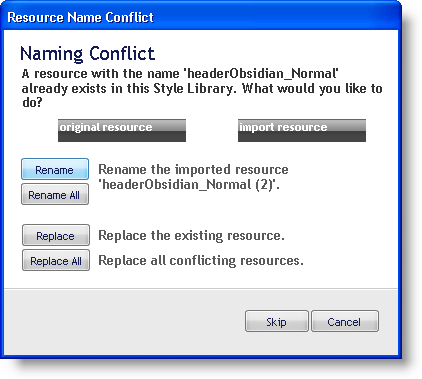 Resource Name Conflict
Naming Conflict
A resource with the name 'headerObsidian_Normal'
already exists in this Style Library. What would you like to
do?
original resource import resource
Rename Rename the imported resource
'headerObsidian_Normal (2)'.
Rename All
Replace Replace the existing resource.
Replace All Replace all conflicting resources.
Skip Cancel